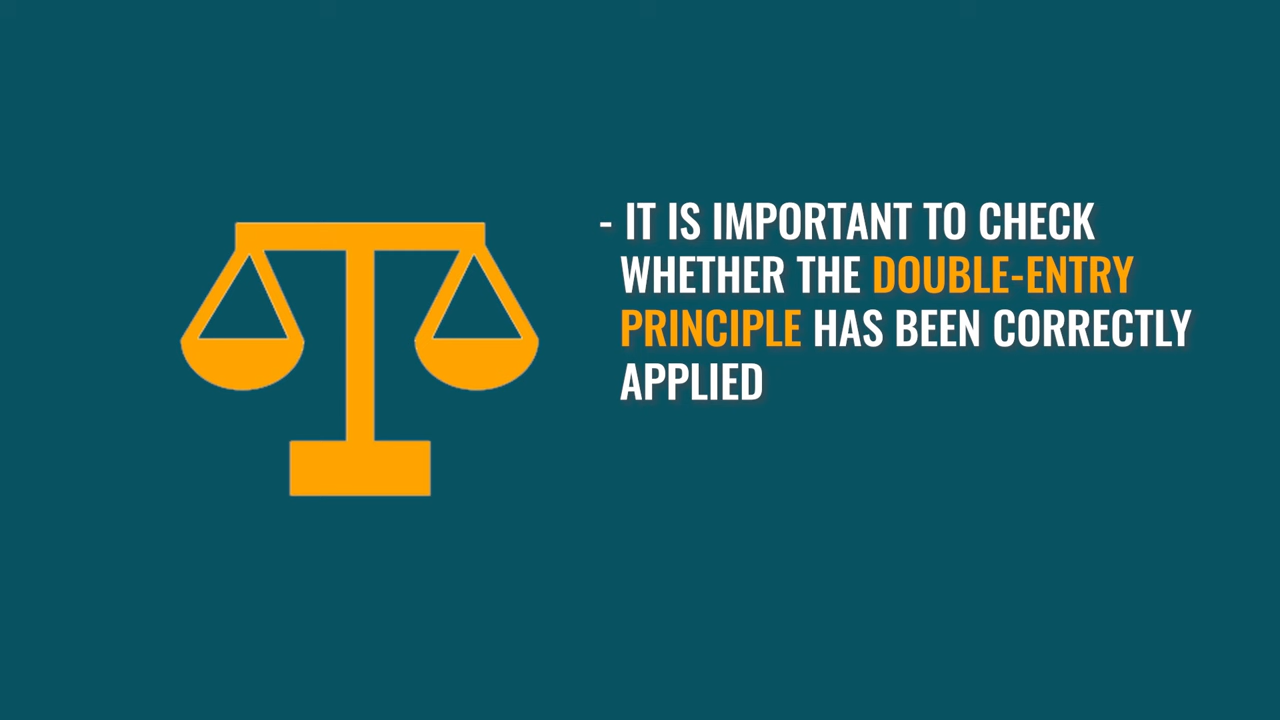 - IT IS IMPORTANT TO CHECK
WHETHER THE DOUBLE-ENTRY
PRINCIPLE HAS BEEN CORRECTLY
APPLIED